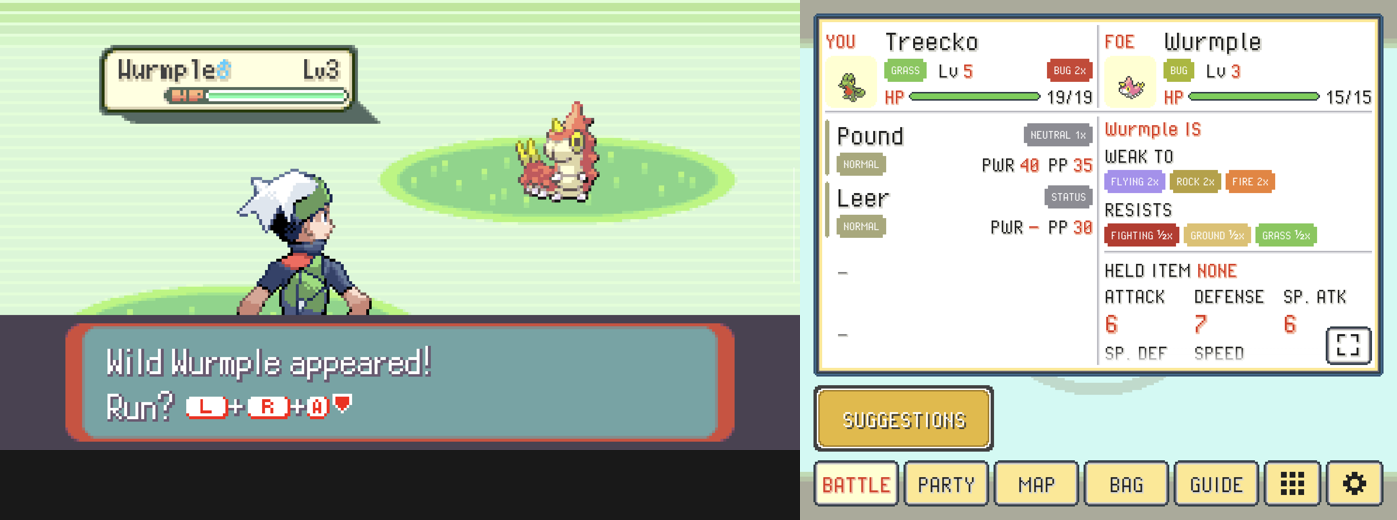 Wurmple♂ Lv3
Wild Wurmple appeared!
Run? L+R+A
YOU Treecko
GRASS Lv 5 BUG 2x
HP 19/19
FOE Wurmple
BUG Lv 3
HP 15/15
Pound NEUTRAL 1x
NORMAL PWR 40 PP 35
Leer STATUS
NORMAL PWR – PP 30
–
–
Wurmple IS
WEAK TO
FLYING 2x ROCK 2x FIRE 2x
RESISTS
FIGHTING ½x GROUND ½x GRASS ½x
HELD ITEM NONE
ATTACK DEFENSE SP. ATK
6 7 6
SP. DEF SPEED
SUGGESTIONS
BATTLE PARTY MAP BAG GUIDE